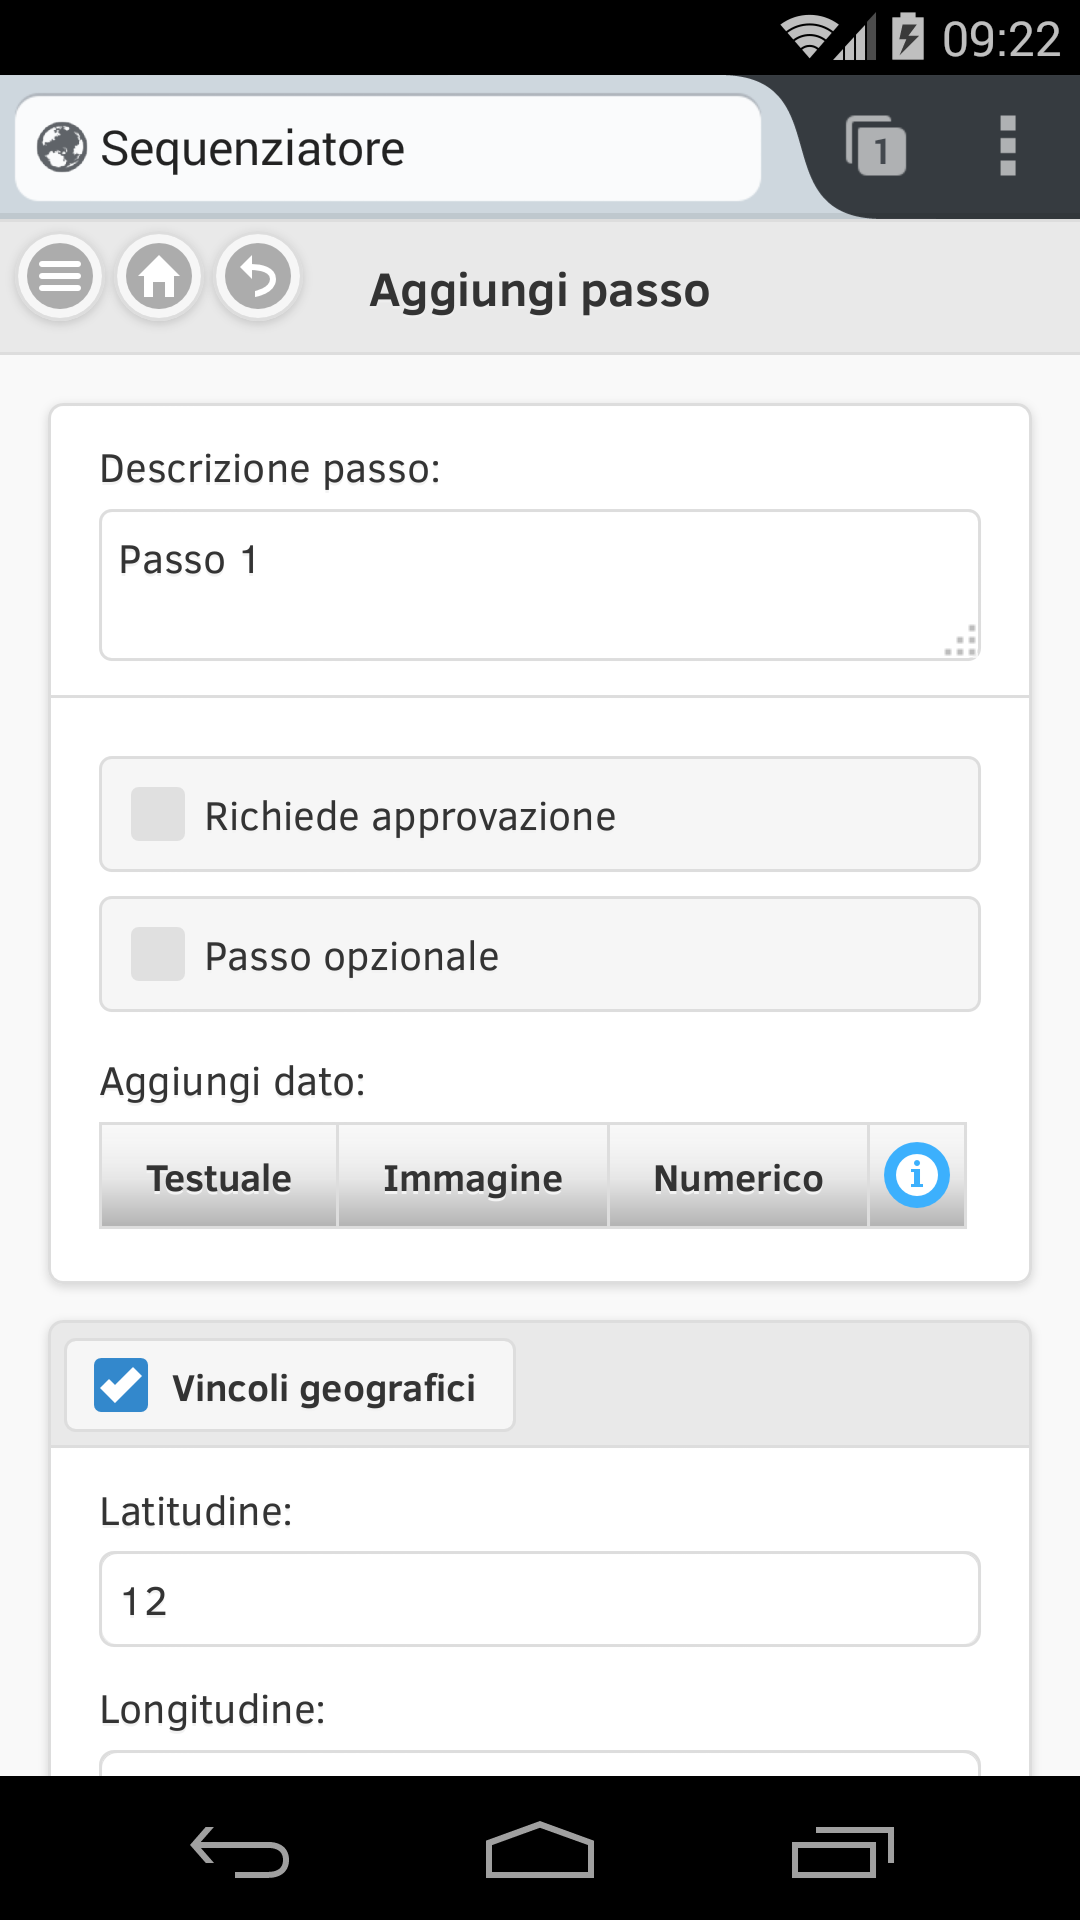 09:22
Sequenziatore
1
Aggiungi passo
Descrizione passo:
Passo 1
Richiede approvazione
Passo opzionale
Aggiungi dato:
Testuale Immagine Numerico i
Vincoli geografici
Latitudine:
12
Longitudine: